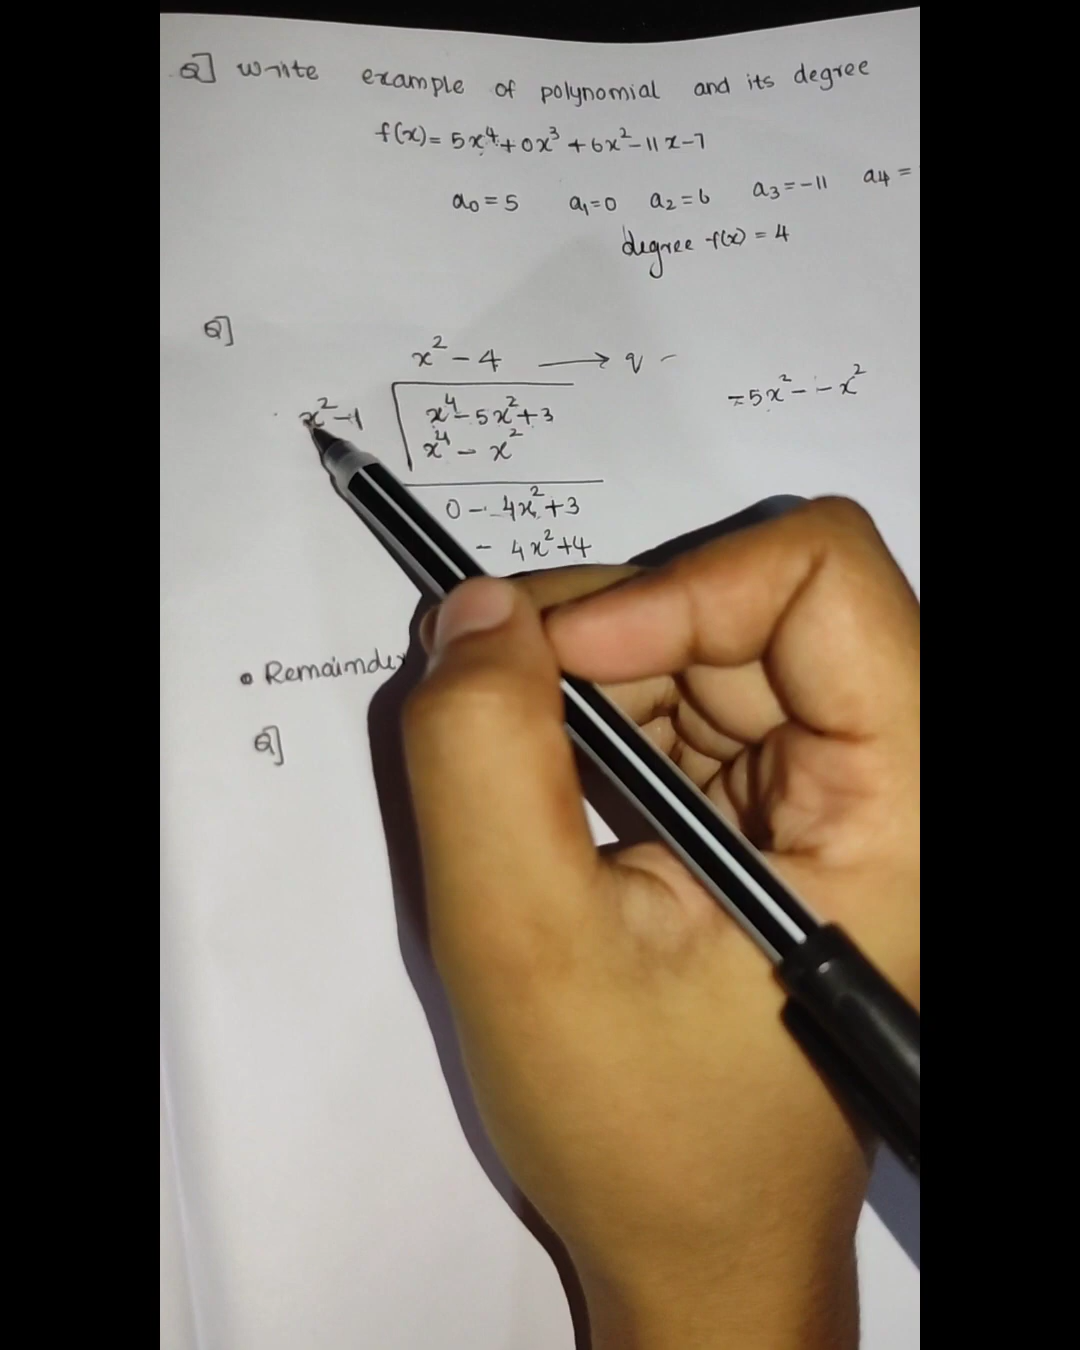 Q] Write example of polynomial and its degree
f(x) = 5x⁴ + 0x³ + 6x² - 11x - 7
a₀ = 5 a₁ = 0 a₂ = 6 a₃ = -11 a₄ =
degree f(x) = 4
Q]
x² - 4 → q -
x² - 1 x⁴ - 5x² + 3 = 5x² - - x²
x⁴ - x²
0 - 4x² + 3
- 4x² + 4
• Remainder
Q]